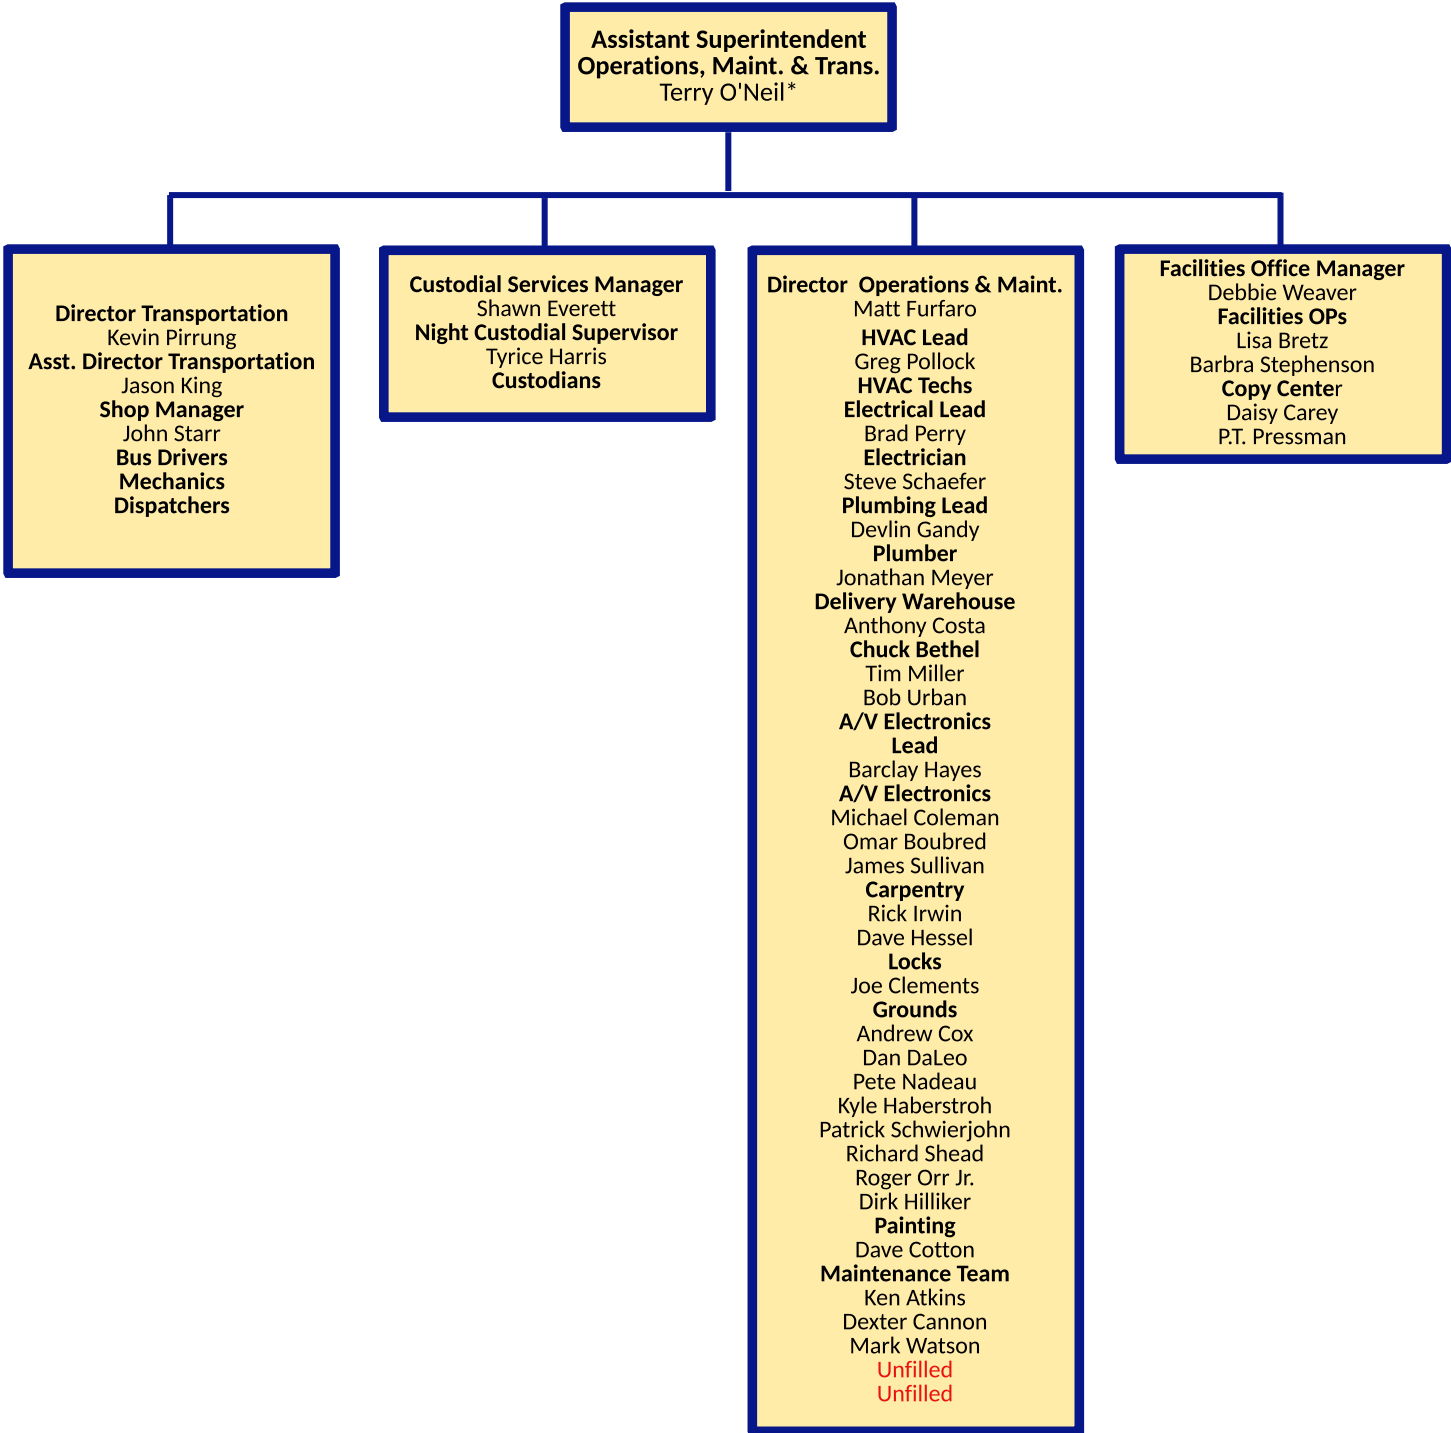 Assistant Superintendent
Operations, Maint. & Trans.
Terry O'Neil*
Director Transportation
Kevin Pirrung
Asst. Director Transportation
Jason King
Shop Manager
John Starr
Bus Drivers
Mechanics
Dispatchers
Custodial Services Manager
Shawn Everett
Night Custodial Supervisor
Tyrice Harris
Custodians
Director  Operations & Maint.
Matt Furfaro
HVAC Lead
Greg Pollock
HVAC Techs
Electrical Lead
Brad Perry
Electrician
Steve Schaefer
Plumbing Lead
Devlin Gandy
Plumber
Jonathan Meyer
Delivery Warehouse
Anthony Costa
Chuck Bethel
Tim Miller
Bob Urban
A/V Electronics
Lead
Barclay Hayes
A/V Electronics
Michael Coleman
Omar Boubred
James Sullivan
Carpentry
Rick Irwin
Dave Hessel
Locks
Joe Clements
Grounds
Andrew Cox
Dan DaLeo
Pete Nadeau
Kyle Haberstroh
Patrick Schwierjohn
Richard Shead
Roger Orr Jr.
Dirk Hilliker
Painting
Dave Cotton
Maintenance Team
Ken Atkins
Dexter Cannon
Mark Watson
Unfilled
Unfilled
Facilities Office Manager
Debbie Weaver
Facilities OPs
Lisa Bretz
Barbra Stephenson
Copy Center
Daisy Carey
P.T. Pressman